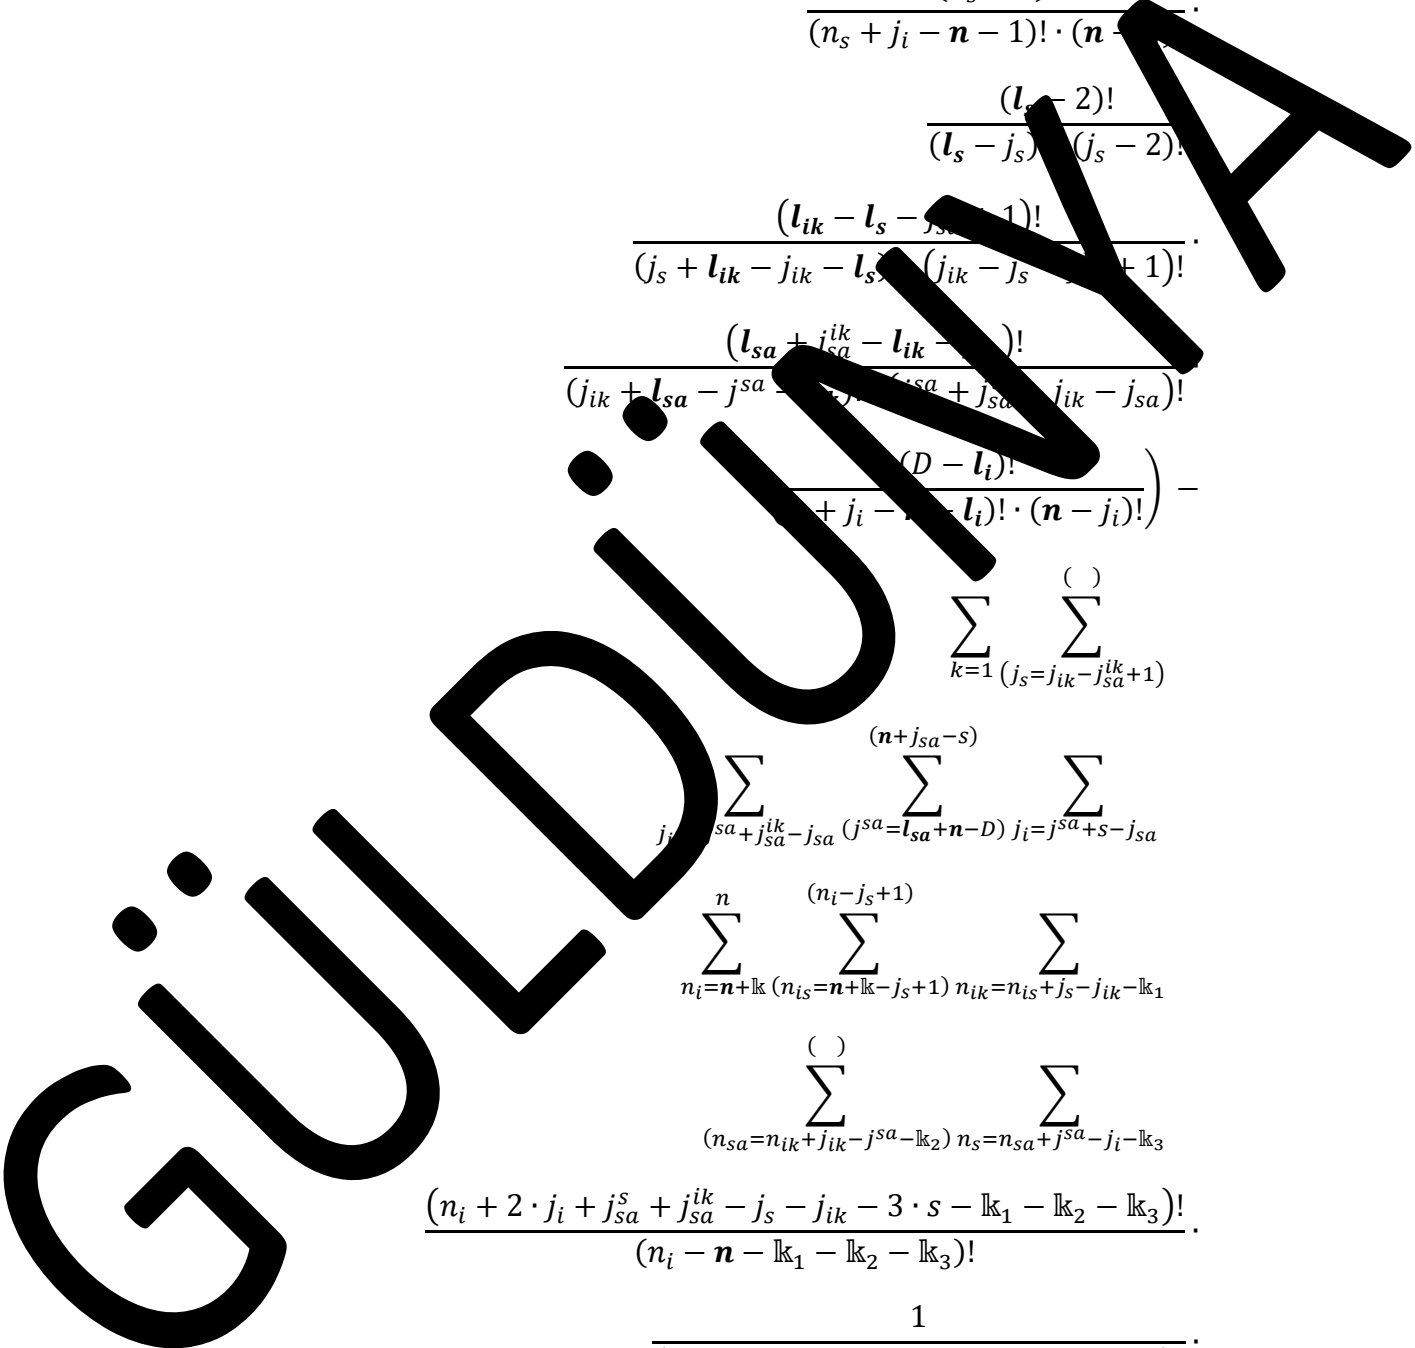 (n_s + j_i − n − 1)! · (n
(l_s − 2)!
(l_s − j_s) (j_s − 2)!
(l_ik − l_s − 1)!
(j_s + l_ik − j_ik − l_s) (j_ik − j_s + 1)! ·
(l_sa + j_sa^ik − l_ik − )!
(j_ik + l_sa − j^sa − (j^sa + j_sa j_ik − j_sa)!
(D − l_i)!
+ j_i − − l_i)! · (n − j_i)!) −
( )
∑ ∑
k=1 (j_s=j_ik−j_sa^ik+1)
(n+j_sa−s)
∑ ∑ ∑
j^sa+j_sa^ik−j_sa (j^sa=l_sa+n−D) j_i=j^sa+s−j_sa
n (n_i−j_s+1)
∑ ∑ ∑
n_i=n+𝕜 (n_is=n+𝕜−j_s+1) n_ik=n_is+j_s−j_ik−𝕜_1
( )
∑ ∑
(n_sa=n_ik+j_ik−j^sa−𝕜_2) n_s=n_sa+j^sa−j_i−𝕜_3
(n_i + 2 · j_i + j_sa^s + j_sa^ik − j_s − j_ik − 3 · s − 𝕜_1 − 𝕜_2 − 𝕜_3)!
(n_i − n − 𝕜_1 − 𝕜_2 − 𝕜_3)! ·
1
GÜLDÜNYA